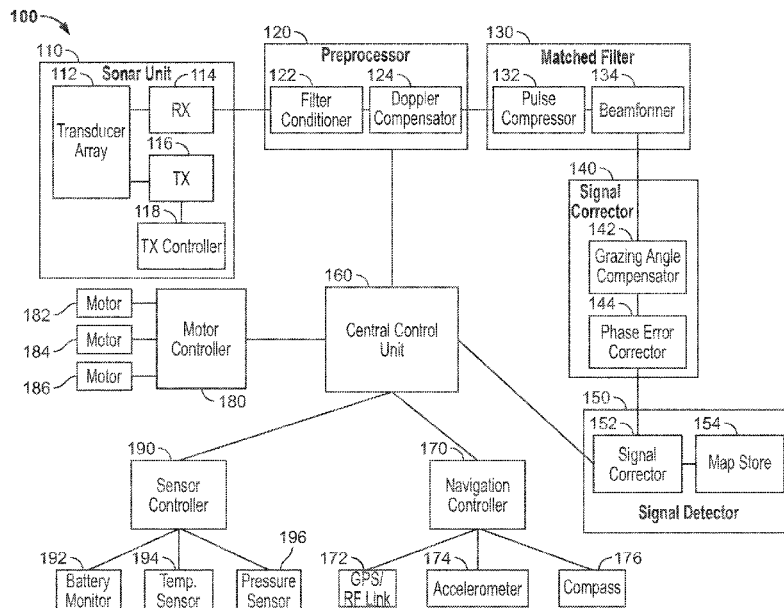 100
110
Sonar Unit
112
Transducer
Array
114
RX
116
TX
118
TX Controller
120
Preprocessor
122
Filter
Conditioner
124
Doppler
Compensator
130
Matched Filter
132
Pulse
Compressor
134
Beamformer
140
Signal
Corrector
142
Grazing Angle
Compensator
144
Phase Error
Corrector
150
152
Signal
Corrector
154
Map Store
Signal Detector
160
Central Control
Unit
182
Motor
184
Motor
186
Motor
Motor
Controller
180
190
Sensor
Controller
170
Navigation
Controller
192
Battery
Monitor
194
Temp.
Sensor
196
Pressure
Sensor
172
GPS/
RF Link
174
Accelerometer
176
Compass